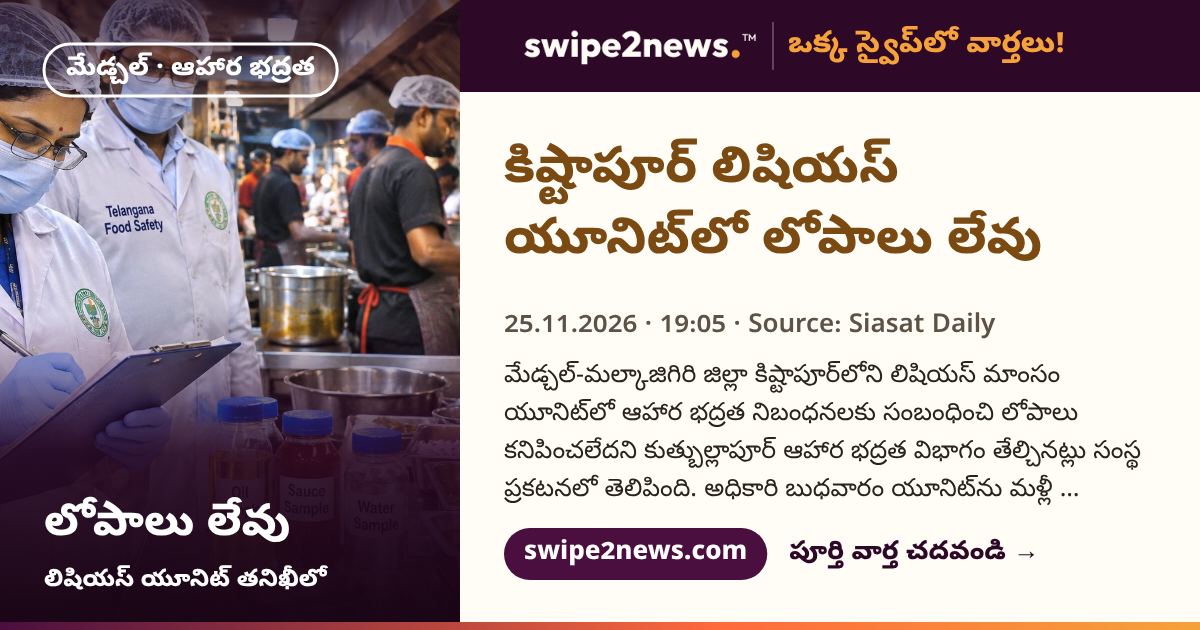 మేడ్చల్ · ఆహార భద్రత
Telangana
Food Safety
Oil
Sauce
Sample
Water
Sample
లోపాలు లేవు
లిషియస్ యూనిట్ తనిఖీలో
swipe2news.™ | ఒక్క స్వైప్‌లో వార్తలు!
కిష్టాపూర్ లిషియస్
యూనిట్‌లో లోపాలు లేవు
25.11.2026 · 19:05 · Source: Siasat Daily
మేడ్చల్-మల్కాజిగిరి జిల్లా కిష్టాపూర్‌లోని లిషియస్ మాంసం
యూనిట్‌లో ఆహార భద్రత నిబంధనలకు సంబంధించి లోపాలు
కనిపించలేదని కుత్బుల్లాపూర్ ఆహార భద్రత విభాగం తేల్చినట్లు సంస్థ
ప్రకటనలో తెలిపింది. అధికారి బుధవారం యూనిట్‌ను మళ్లీ ...
swipe2news.com
పూర్తి వార్త చదవండి →